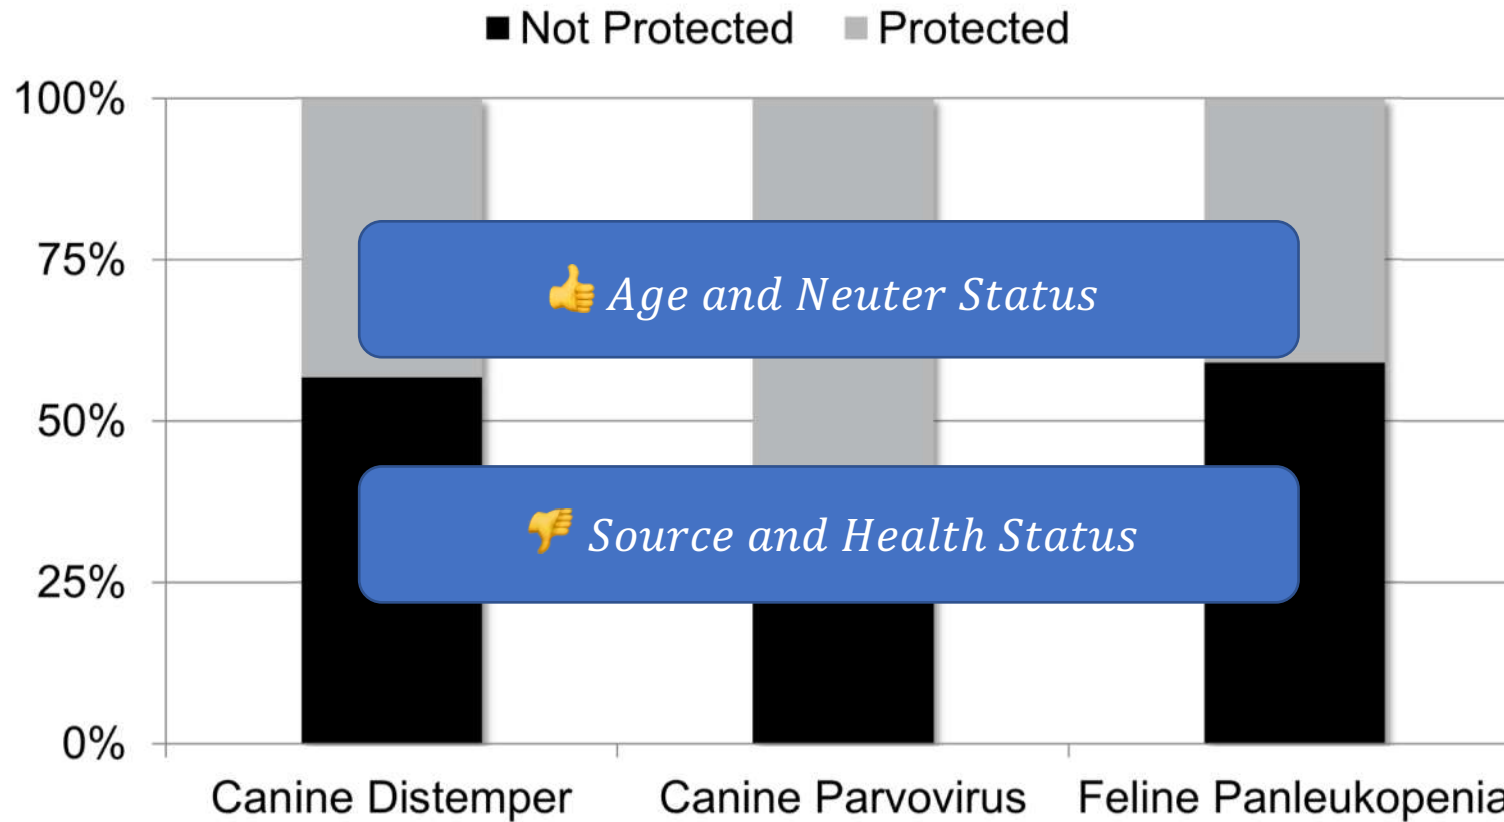 Not Protected Protected
100%
75%
50%
25%
0%
👍 Age and Neuter Status
👎 Source and Health Status
Canine Distemper Canine Parvovirus Feline Panleukopenia